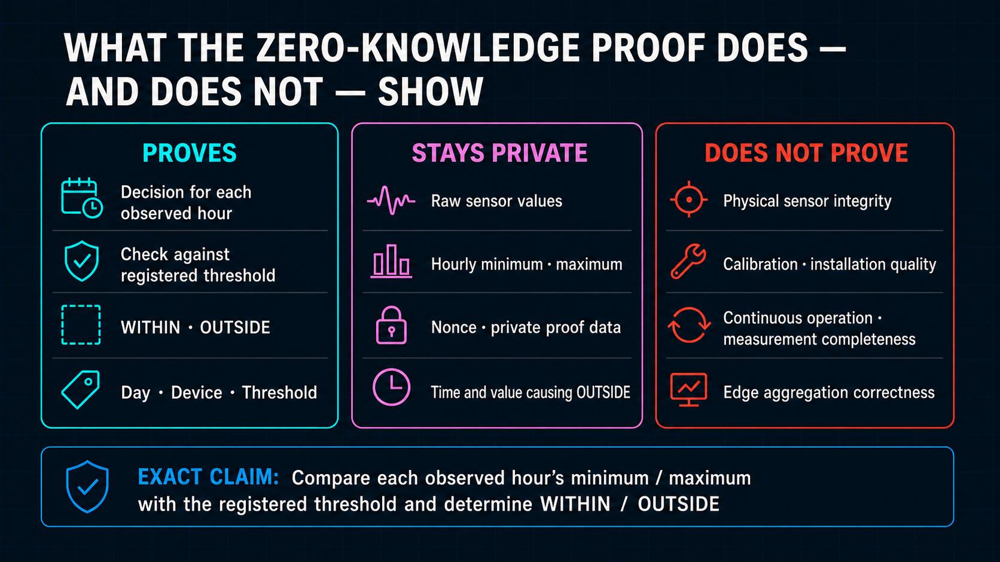 WHAT THE ZERO-KNOWLEDGE PROOF DOES —
AND DOES NOT — SHOW
PROVES
Decision for each
observed hour
Check against
registered threshold
WITHIN • OUTSIDE
Day • Device • Threshold
STAYS PRIVATE
Raw sensor values
Hourly minimum • maximum
Nonce • private proof data
Time and value causing OUTSIDE
DOES NOT PROVE
Physical sensor integrity
Calibration • installation quality
Continuous operation •
measurement completeness
Edge aggregation correctness
EXACT CLAIM: Compare each observed hour’s minimum / maximum
with the registered threshold and determine WITHIN / OUTSIDE